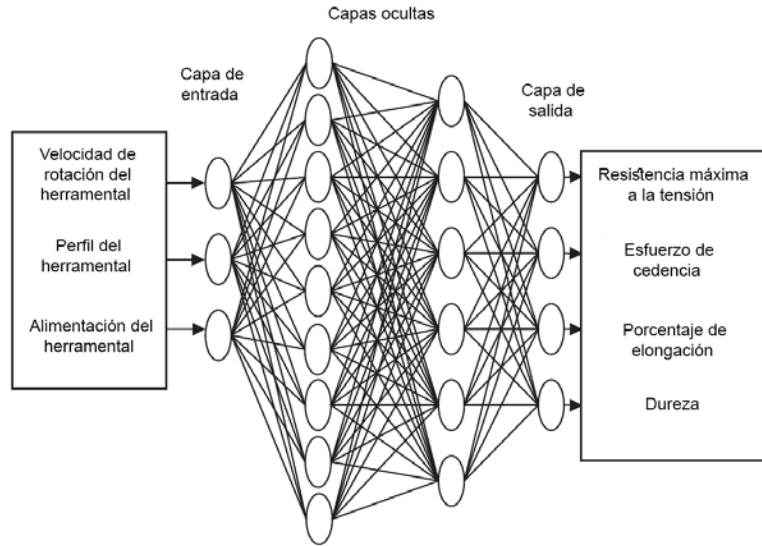 Capas ocultas
Capa de
entrada
Capa de
salida
Velocidad de
rotación del
herramental
Perfil del
herramental
Alimentación del
herramental
Resistencia máxima
a la tensión
Esfuerzo de
cedencia
Porcentaje de
elongación
Dureza